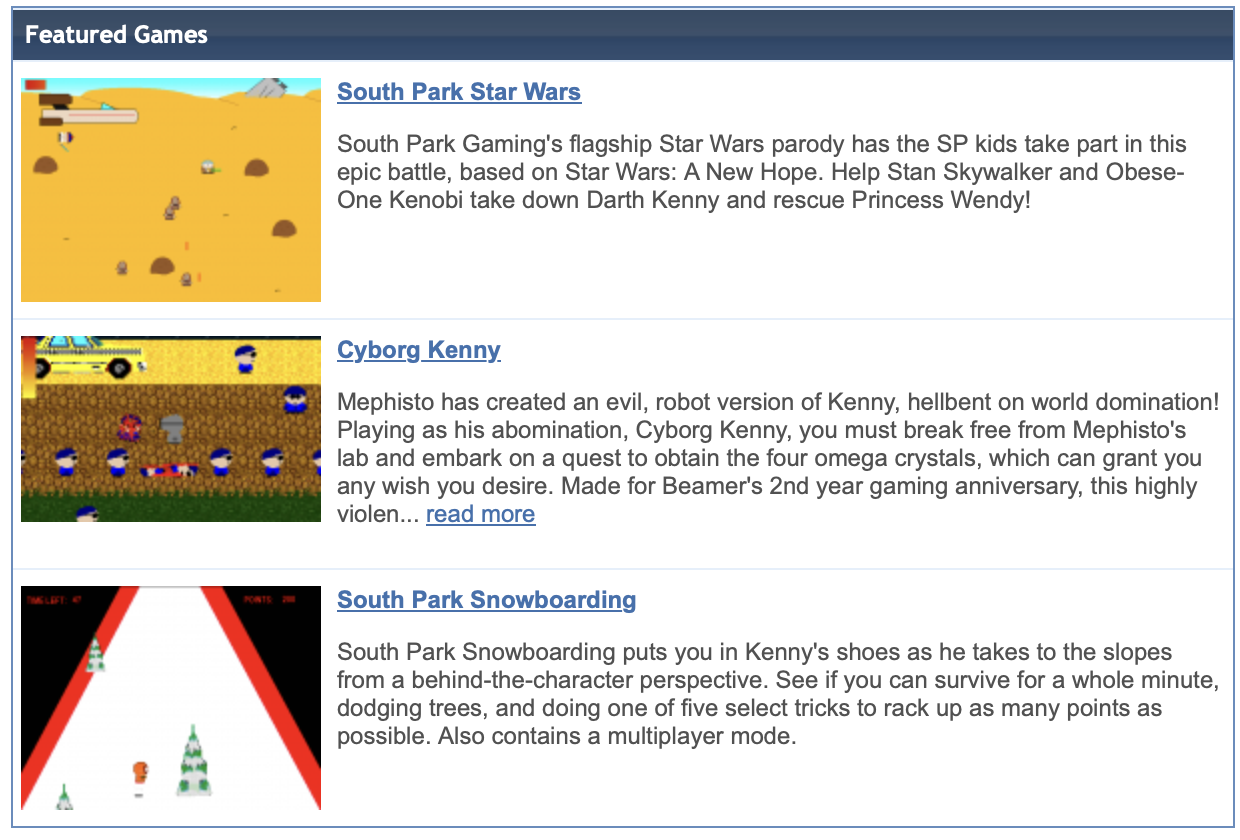 Featured Games
South Park Star Wars
South Park Gaming's flagship Star Wars parody has the SP kids take part in this
epic battle, based on Star Wars: A New Hope. Help Stan Skywalker and Obese-
One Kenobi take down Darth Kenny and rescue Princess Wendy!
Cyborg Kenny
Mephisto has created an evil, robot version of Kenny, hellbent on world domination!
Playing as his abomination, Cyborg Kenny, you must break free from Mephisto's
lab and embark on a quest to obtain the four omega crystals, which can grant you
any wish you desire. Made for Beamer's 2nd year gaming anniversary, this highly
violen... read more
TIME LEFT: 47 POINTS: 200
South Park Snowboarding
South Park Snowboarding puts you in Kenny's shoes as he takes to the slopes
from a behind-the-character perspective. See if you can survive for a whole minute,
dodging trees, and doing one of five select tricks to rack up as many points as
possible. Also contains a multiplayer mode.